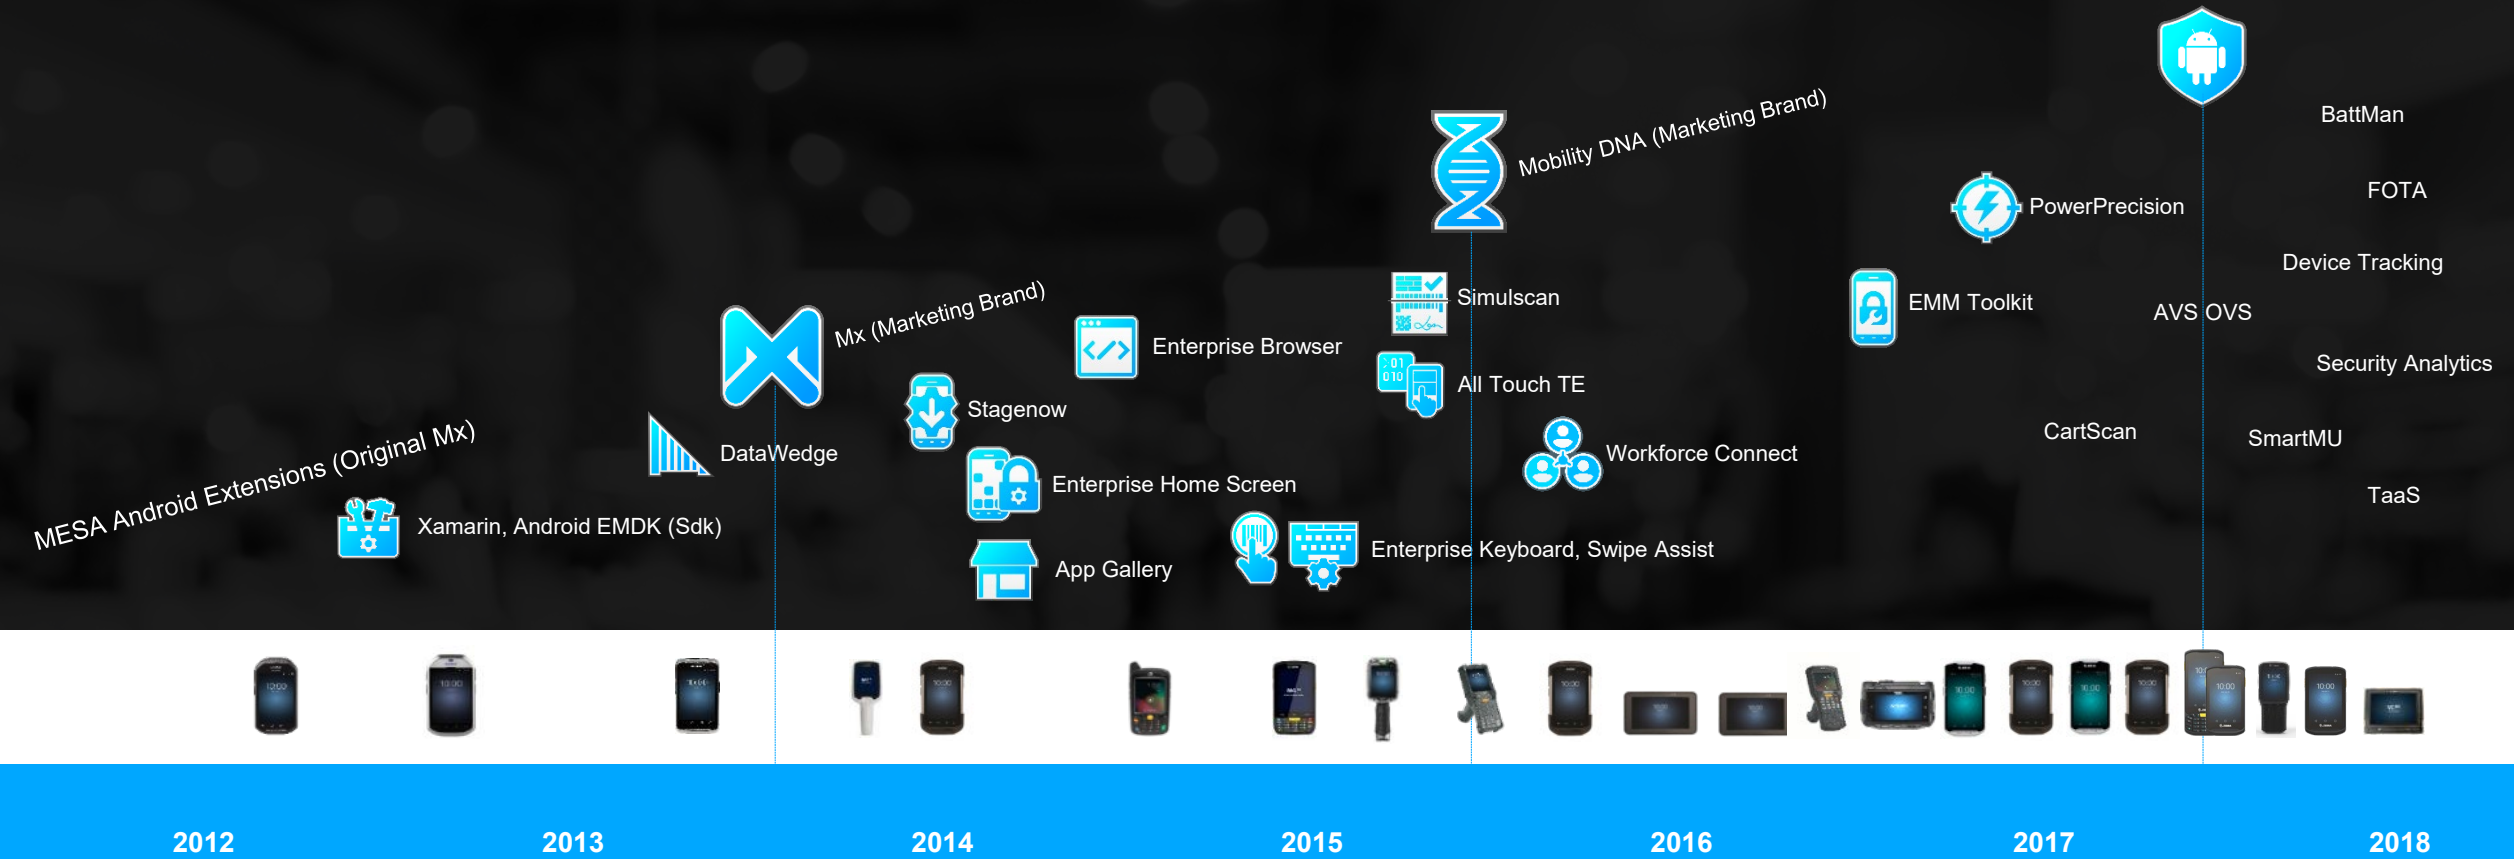 BattMan
Mobility DNA (Marketing Brand)
FOTA
PowerPrecision
Device Tracking
Simulscan
EMM Toolkit
AVS OVS
Mx (Marketing Brand)
Enterprise Browser
Security Analytics
All Touch TE
Stagenow
CartScan
SmartMU
DataWedge
Workforce Connect
MESA Android Extensions (Original Mx)
Enterprise Home Screen
TaaS
Xamarin, Android EMDK (Sdk)
Enterprise Keyboard, Swipe Assist
App Gallery
2012
2013
2014
2015
2016
2017
2018